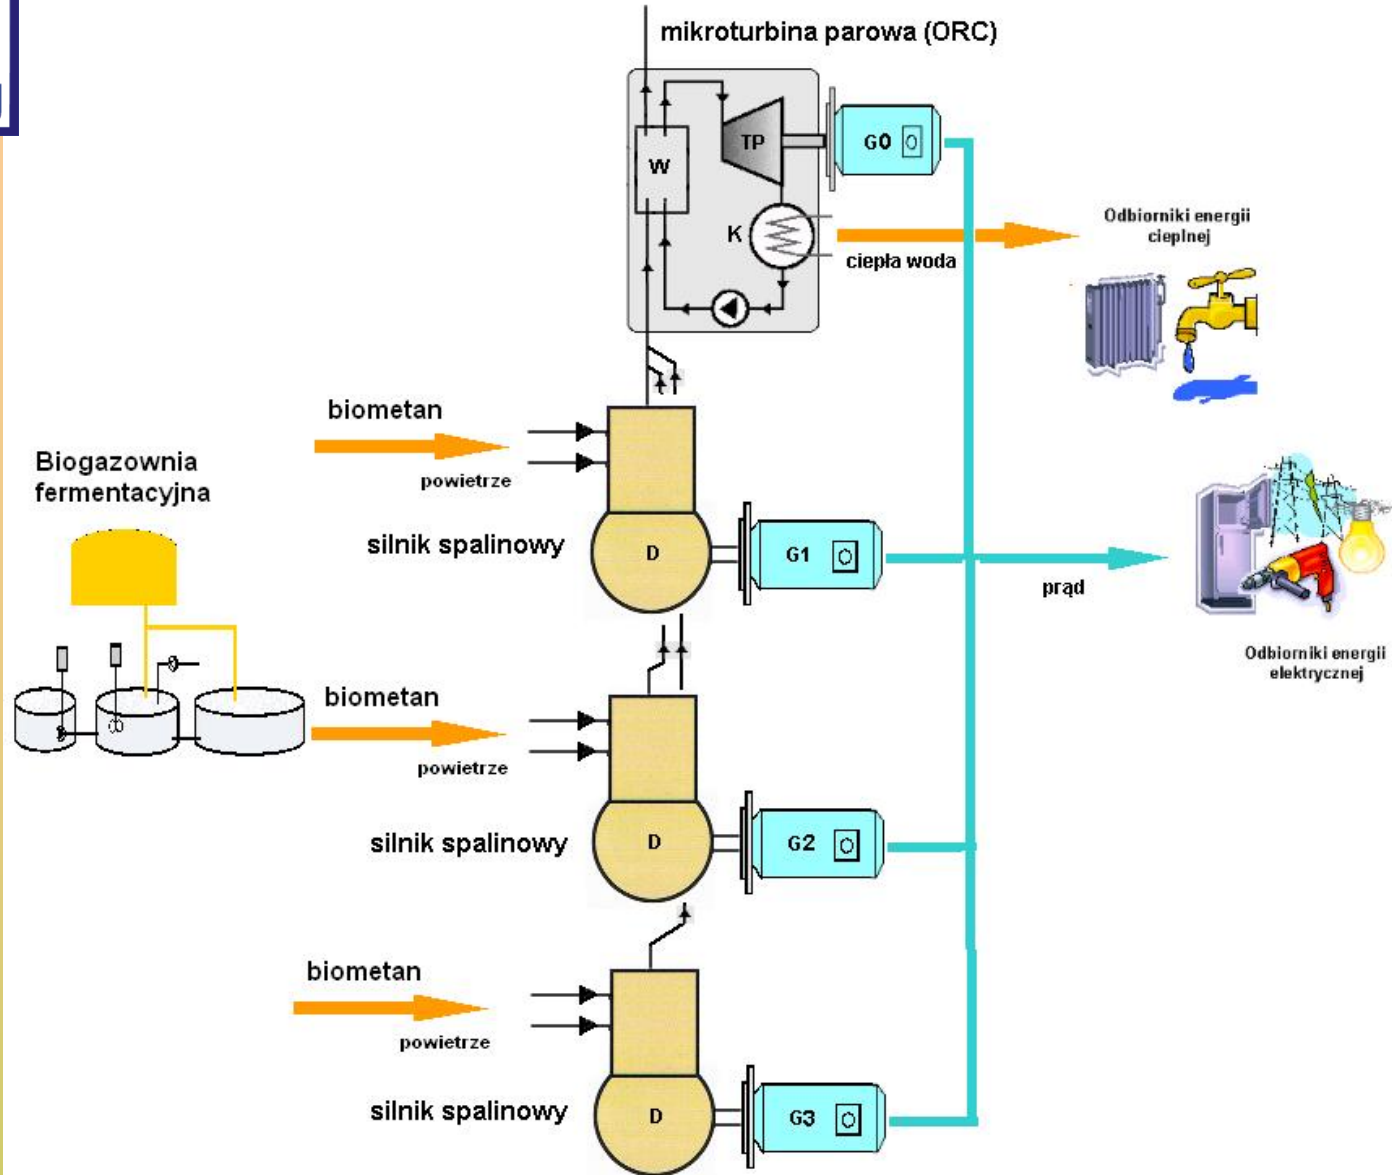 mikroturbina parowa (ORC)
W
TP
G0
K
ciepła woda
Odbiorniki energii
cieplnej
biometan
powietrze
Biogazownia
fermentacyjna
silnik spalinowy
D
G1
prąd
Odbiorniki energii
elektrycznej
biometan
powietrze
silnik spalinowy
D
G2
biometan
powietrze
silnik spalinowy
D
G3